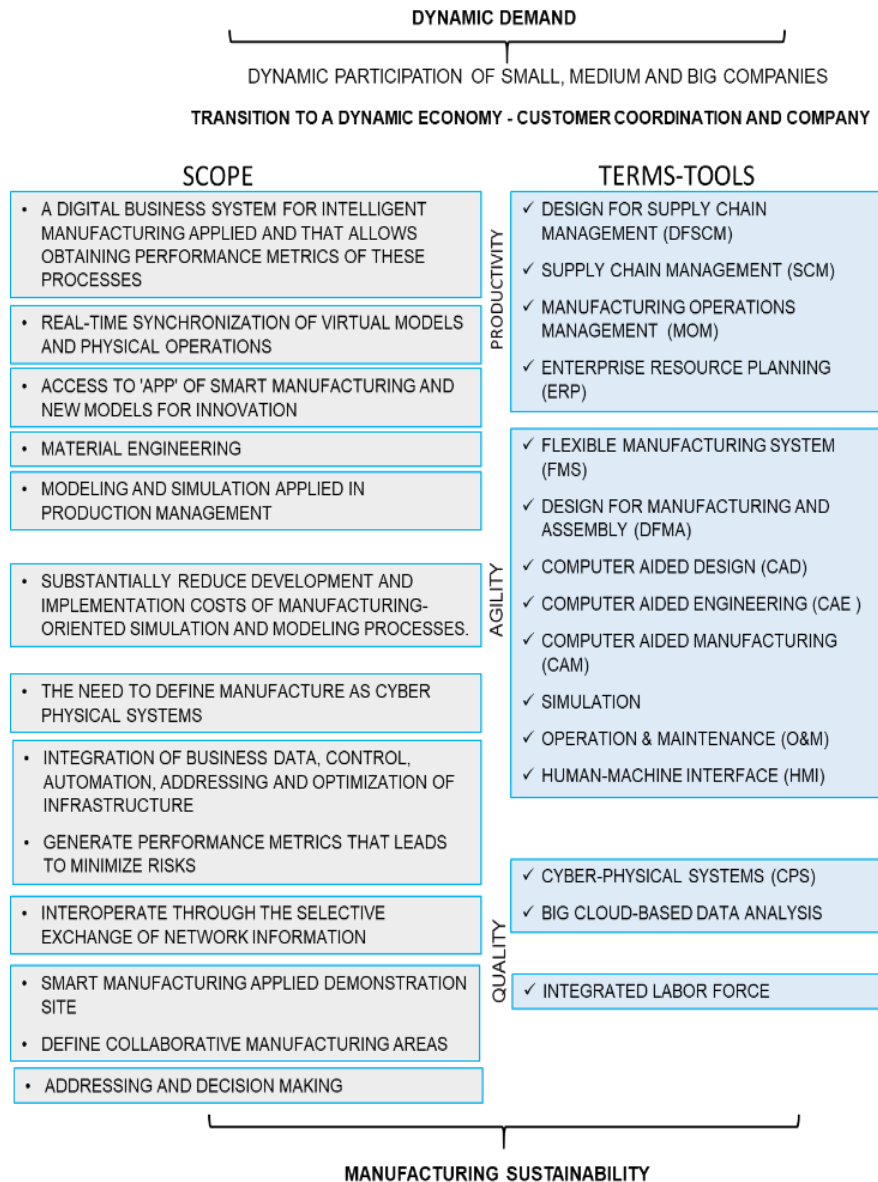 DYNAMIC DEMAND
DYNAMIC PARTICIPATION OF SMALL, MEDIUM AND BIG COMPANIES
TRANSITION TO A DYNAMIC ECONOMY - CUSTOMER COORDINATION AND COMPANY
SCOPE
• A DIGITAL BUSINESS SYSTEM FOR INTELLIGENT
MANUFACTURING APPLIED AND THAT ALLOWS
OBTAINING PERFORMANCE METRICS OF THESE
PROCESSES
• REAL-TIME SYNCHRONIZATION OF VIRTUAL MODELS
AND PHYSICAL OPERATIONS
• ACCESS TO 'APP' OF SMART MANUFACTURING AND
NEW MODELS FOR INNOVATION
• MATERIAL ENGINEERING
• MODELING AND SIMULATION APPLIED IN
PRODUCTION MANAGEMENT
• SUBSTANTIALLY REDUCE DEVELOPMENT AND
IMPLEMENTATION COSTS OF MANUFACTURING-
ORIENTED SIMULATION AND MODELING PROCESSES.
• THE NEED TO DEFINE MANUFACTURE AS CYBER
PHYSICAL SYSTEMS
• INTEGRATION OF BUSINESS DATA, CONTROL,
AUTOMATION, ADDRESSING AND OPTIMIZATION OF
INFRASTRUCTURE
• GENERATE PERFORMANCE METRICS THAT LEADS
TO MINIMIZE RISKS
• INTEROPERATE THROUGH THE SELECTIVE
EXCHANGE OF NETWORK INFORMATION
• SMART MANUFACTURING APPLIED DEMONSTRATION
SITE
• DEFINE COLLABORATIVE MANUFACTURING AREAS
• ADDRESSING AND DECISION MAKING
PRODUCTIVITY
AGILITY
QUALITY
TERMS-TOOLS
✓ DESIGN FOR SUPPLY CHAIN
MANAGEMENT (DFSCM)
✓ SUPPLY CHAIN MANAGEMENT (SCM)
✓ MANUFACTURING OPERATIONS
MANAGEMENT (MOM)
✓ ENTERPRISE RESOURCE PLANNING
(ERP)
✓ FLEXIBLE MANUFACTURING SYSTEM
(FMS)
✓ DESIGN FOR MANUFACTURING AND
ASSEMBLY (DFMA)
✓ COMPUTER AIDED DESIGN (CAD)
✓ COMPUTER AIDED ENGINEERING (CAE )
✓ COMPUTER AIDED MANUFACTURING
(CAM)
✓ SIMULATION
✓ OPERATION & MAINTENANCE (O&M)
✓ HUMAN-MACHINE INTERFACE (HMI)
✓ CYBER-PHYSICAL SYSTEMS (CPS)
✓ BIG CLOUD-BASED DATA ANALYSIS
✓ INTEGRATED LABOR FORCE
MANUFACTURING SUSTAINABILITY